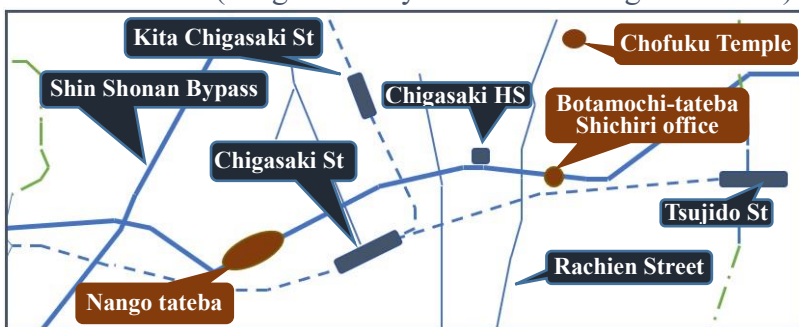 Kita Chigasaki St
Chofuku Temple
Shin Shonan Bypass
Chigasaki HS
Botamochi-tateba
Shichiri office
Chigasaki St
Tsujido St
Rachien Street
Nango tateba